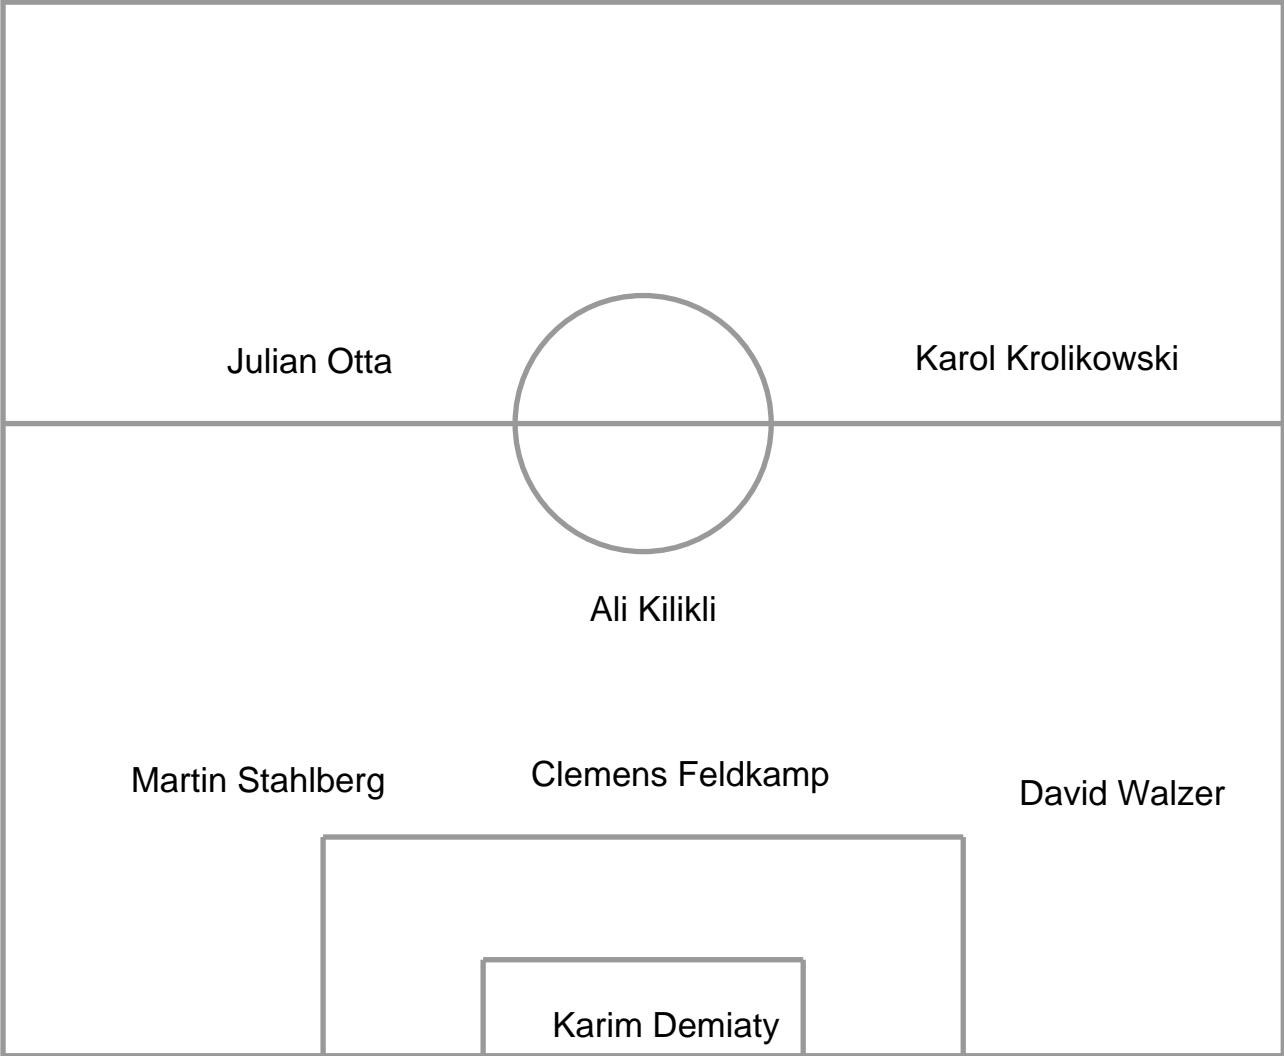 Julian Otta
Karol Krolikowski
Ali Kilikli
Martin Stahlberg
Clemens Feldkamp
David Walzer
Karim Demiaty